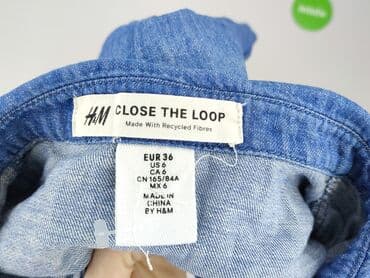 H&M CLOSE THE LOOP
Made With Recycled Fibres
EUR 36
US 6
CA 6
CN 165/84A
MX 6
MADE IN
CHINA
BY H&M